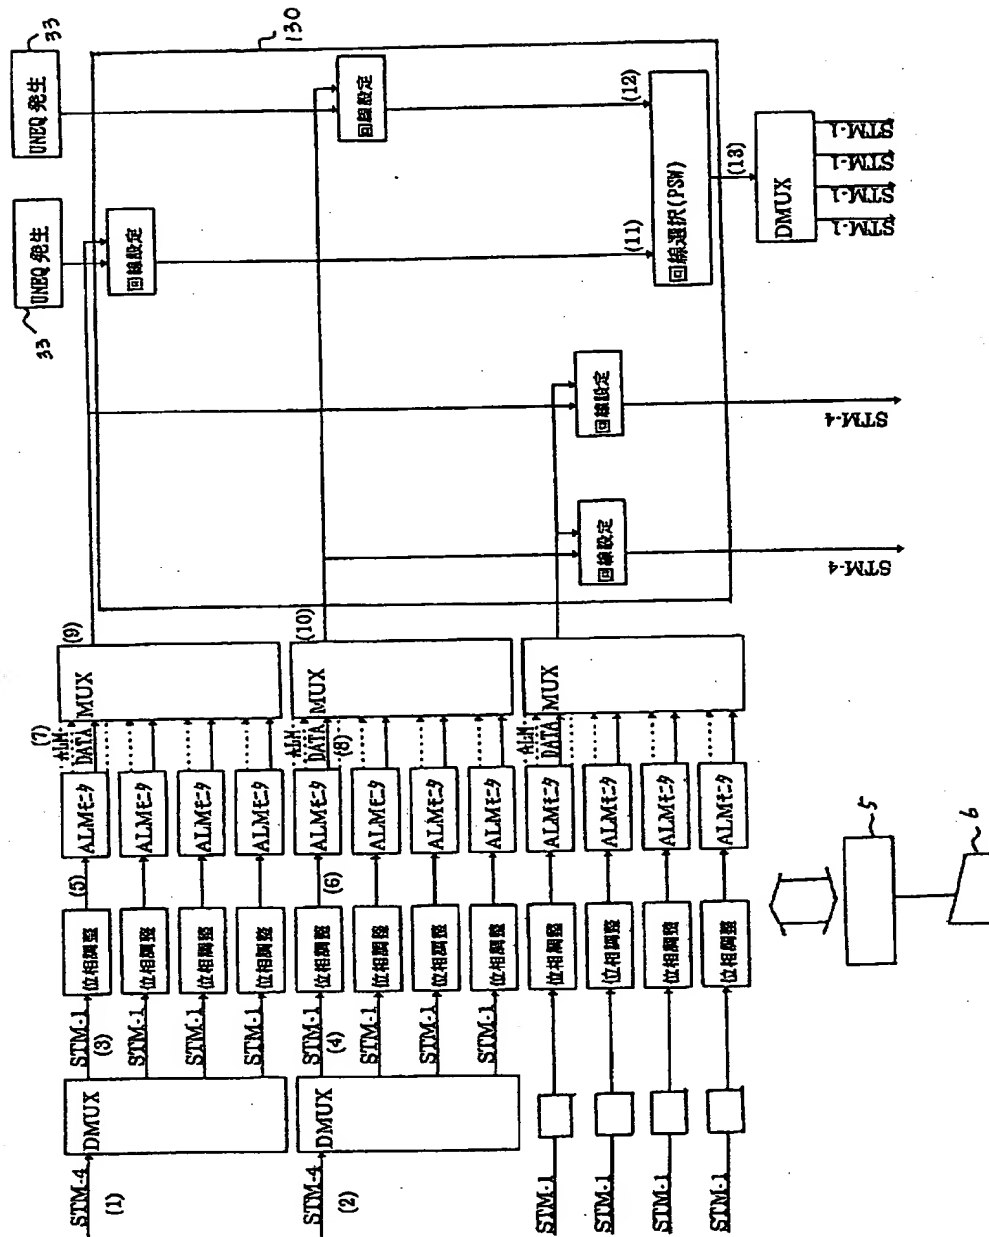 33
UNEQ 発生
33
UNEQ 発生
130
回線設定
回線設定
(12)
(11)
回線選択(PSW)
(13)
DMUX
STM-1
STM-1
STM-1
STM-1
回線設定
STM-4
回線設定
STM-4
(9)
MUX
(10)
MUX
MUX
(7)
ALM
DATA
ALM
DATA
(8)
ALM
DATA
ALMモニタ
ALMモニタ
ALMモニタ
ALMモニタ
ALMモニタ
ALMモニタ
ALMモニタ
ALMモニタ
ALMモニタ
ALMモニタ
ALMモニタ
ALMモニタ
(5)
(6)
位相調整
位相調整
位相調整
位相調整
位相調整
位相調整
位相調整
位相調整
位相調整
位相調整
位相調整
位相調整
STM-1
(3)
STM-1
STM-1
STM-1
STM-1
(4)
STM-1
STM-1
STM-1
DMUX
DMUX
STM-4
(1)
STM-4
(2)
STM-1
STM-1
STM-1
STM-1
5
6